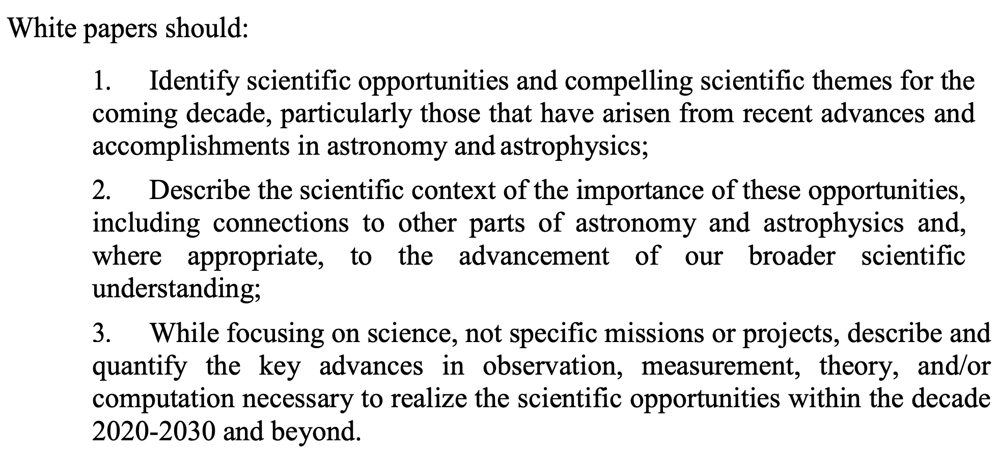 White papers should:
1. Identify scientific opportunities and compelling scientific themes for the
coming decade, particularly those that have arisen from recent advances and
accomplishments in astronomy and astrophysics;
2. Describe the scientific context of the importance of these opportunities,
including connections to other parts of astronomy and astrophysics and,
where appropriate, to the advancement of our broader scientific
understanding;
3. While focusing on science, not specific missions or projects, describe and
quantify the key advances in observation, measurement, theory, and/or
computation necessary to realize the scientific opportunities within the decade
2020-2030 and beyond.